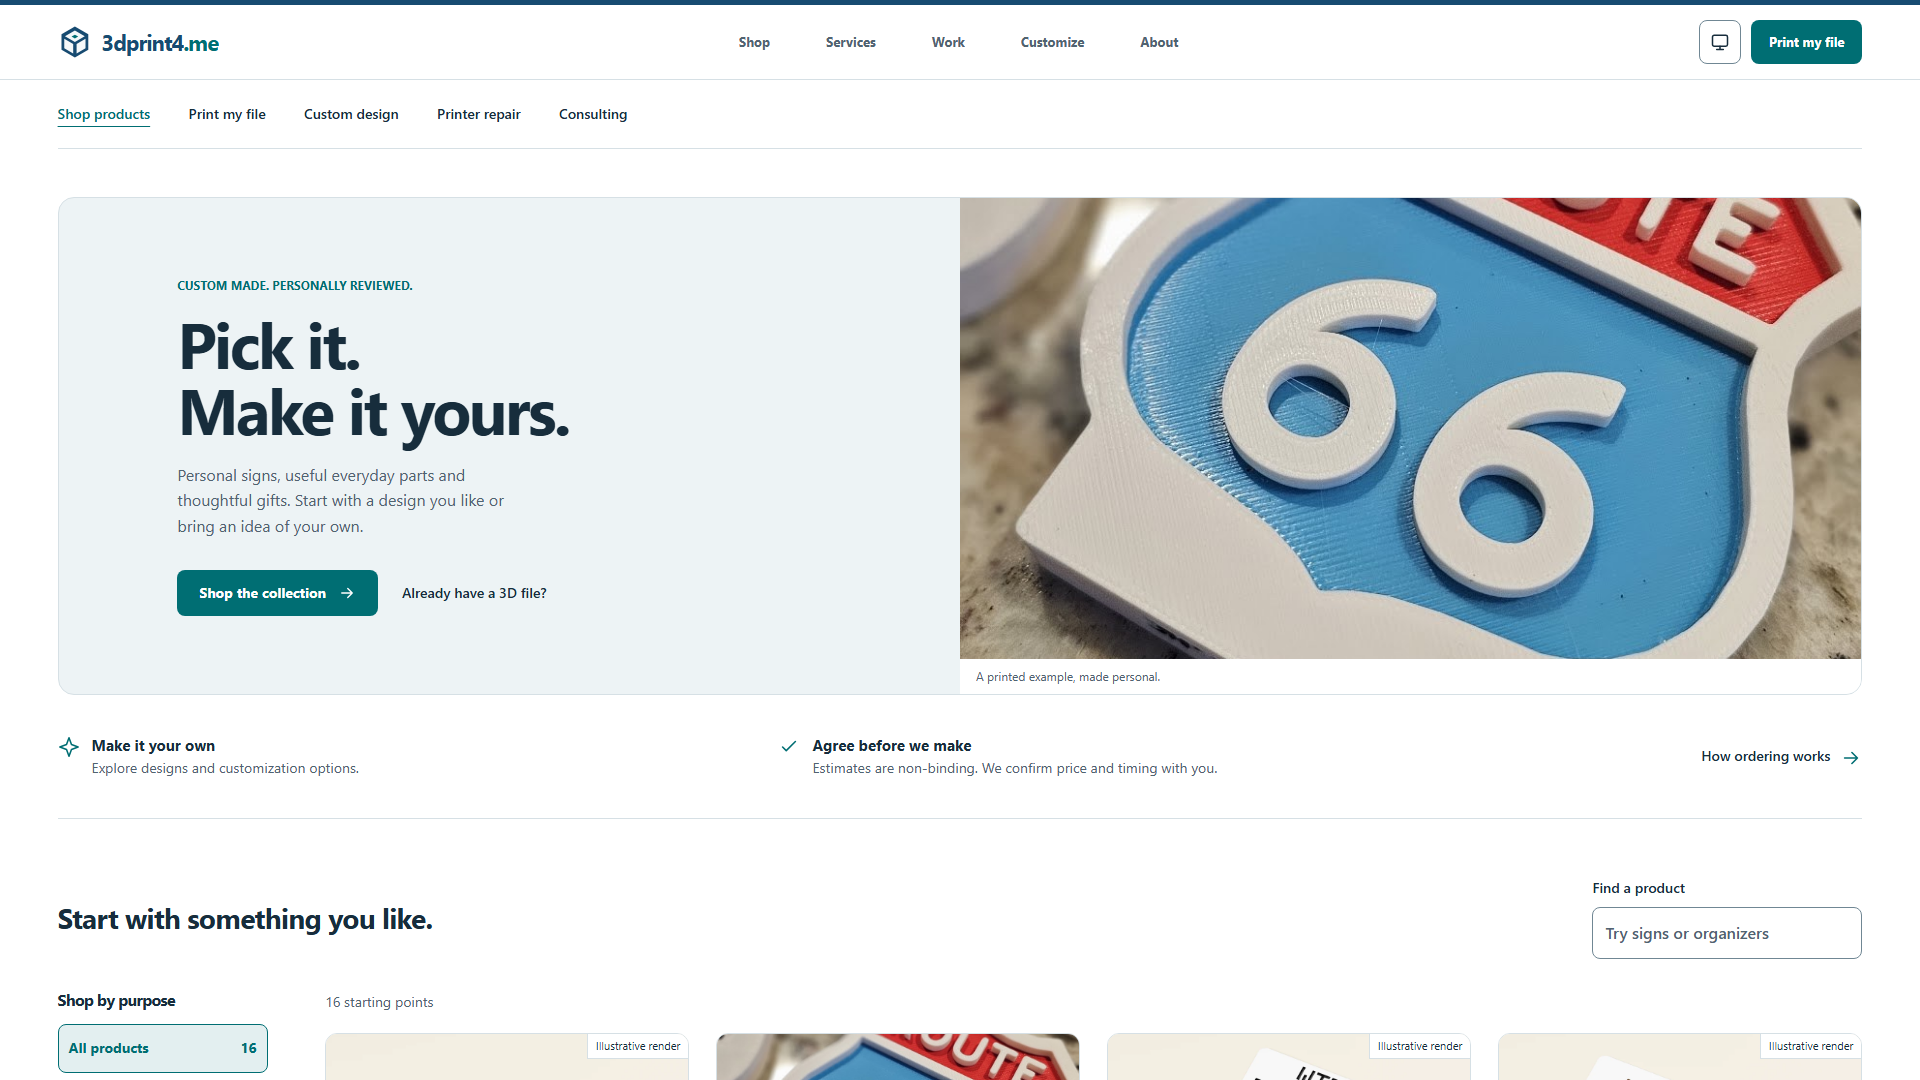 3dprint4.me
Shop
Services
Work
Customize
About
Print my file
Shop products
Print my file
Custom design
Printer repair
Consulting
CUSTOM MADE. PERSONALLY REVIEWED.
Pick it.
Make it yours.
Personal signs, useful everyday parts and
thoughtful gifts. Start with a design you like or
bring an idea of your own.
Shop the collection
Already have a 3D file?
66
A printed example, made personal.
Make it your own
Explore designs and customization options.
Agree before we make
Estimates are non-binding. We confirm price and timing with you.
How ordering works
Start with something you like.
Find a product
Try signs or organizers
Shop by purpose
All products 16
16 starting points
Illustrative render
ROUTE
Illustrative render
Illustrative render